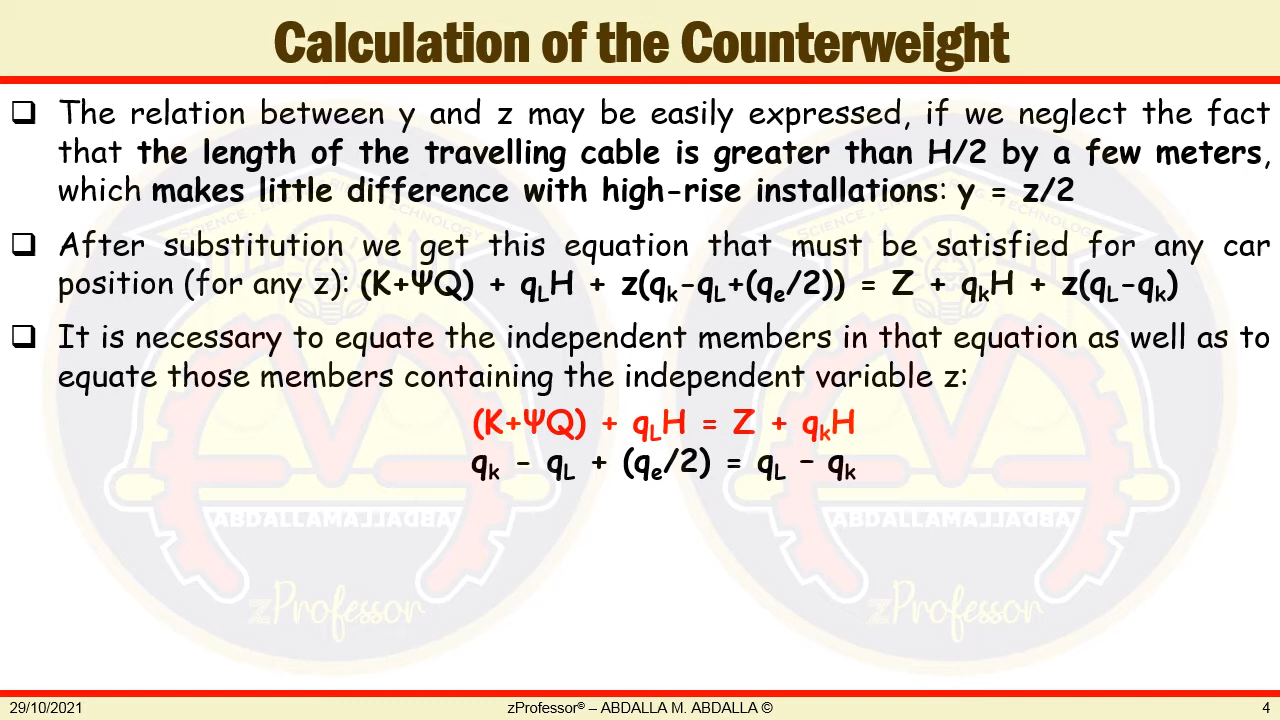 Calculation of the Counterweight
❑ The relation between y and z may be easily expressed, if we neglect the fact
that the length of the travelling cable is greater than H/2 by a few meters,
which makes little difference with high-rise installations: y = z/2
❑ After substitution we get this equation that must be satisfied for any car
position (for any z): (K+ΨQ) + qLH + z(qk-qL+(qe/2)) = Z + qkH + z(qL-qk)
❑ It is necessary to equate the independent members in that equation as well as to
equate those members containing the independent variable z:
(K+ΨQ) + qLH = Z + qkH
qk - qL + (qe/2) = qL – qk
ABDALLAMALLADBA
ABDALLAMALLADBA
zProfessor
zProfessor
29/10/2021
zProfessor® – ABDALLA M. ABDALLA ©
4